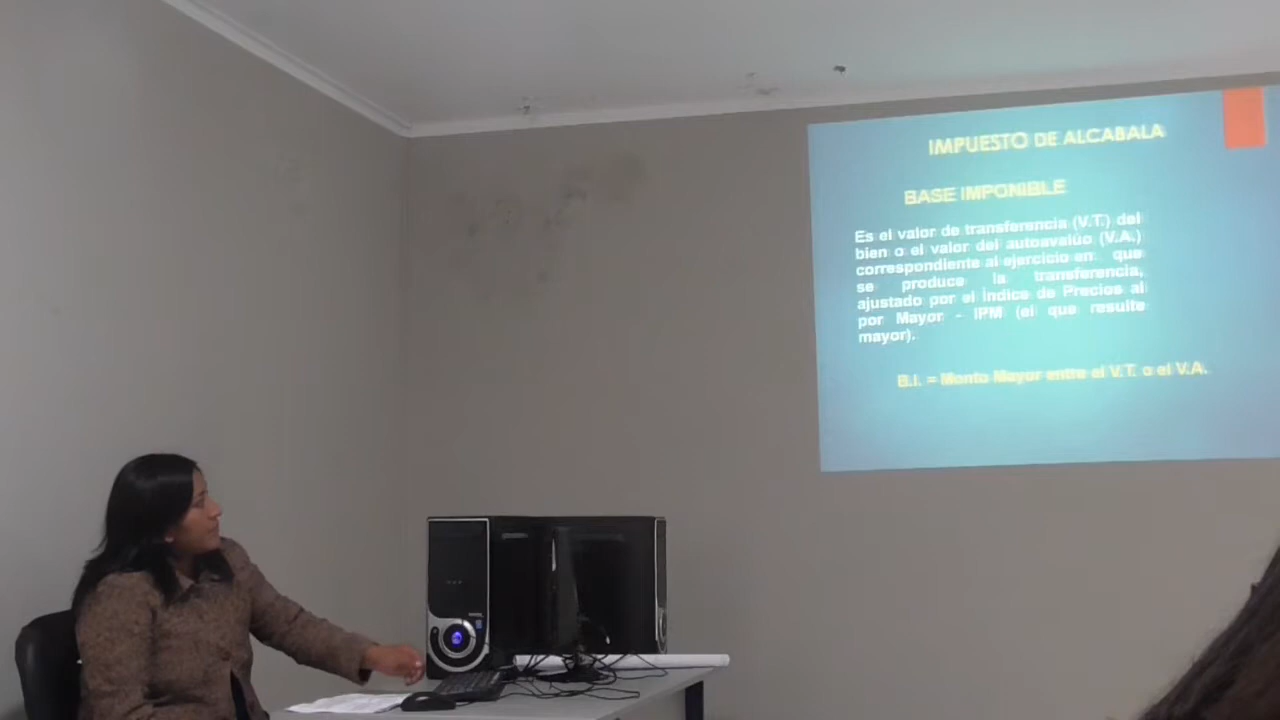 IMPUESTO DE ALCABALA
BASE IMPONIBLE
Es el valor de transferencia (V.T.) del
bien o el valor del autoavalúo (V.A.)
correspondiente al ejercicio en que
se produce la transferencia,
ajustado por el Índice de Precios al
por Mayor - IPM (el que resulte
mayor).
B.I. = Monto Mayor entre el V.T. o el V.A.